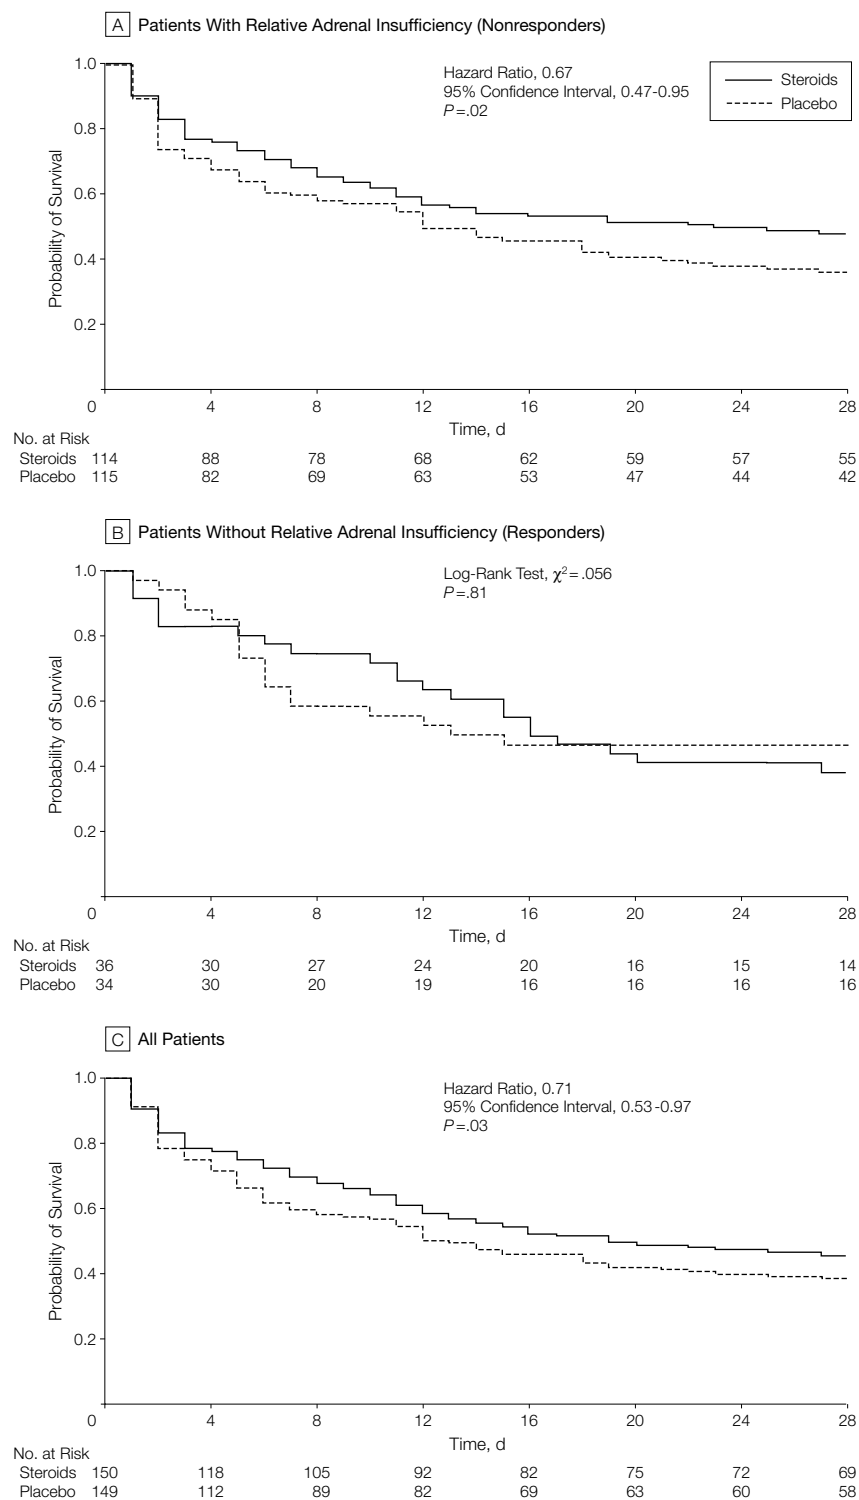 A Patients With Relative Adrenal Insufficiency (Nonresponders)
Hazard Ratio, 0.67
95% Confidence Interval, 0.47-0.95
P=.02
Steroids
Placebo
1.0
0.8
0.6
0.4
0.2
Probability of Survival
0 4 8 12 16 20 24 28
Time, d
No. at Risk
Steroids 114 88 78 68 62 59 57 55
Placebo 115 82 69 63 53 47 44 42
B Patients Without Relative Adrenal Insufficiency (Responders)
Log-Rank Test, χ²=.056
P=.81
1.0
0.8
0.6
0.4
0.2
Probability of Survival
0 4 8 12 16 20 24 28
Time, d
No. at Risk
Steroids 36 30 27 24 20 16 15 14
Placebo 34 30 20 19 16 16 16 16
C All Patients
Hazard Ratio, 0.71
95% Confidence Interval, 0.53-0.97
P=.03
1.0
0.8
0.6
0.4
0.2
Probability of Survival
0 4 8 12 16 20 24 28
Time, d
No. at Risk
Steroids 150 118 105 92 82 75 72 69
Placebo 149 112 89 82 69 63 60 58